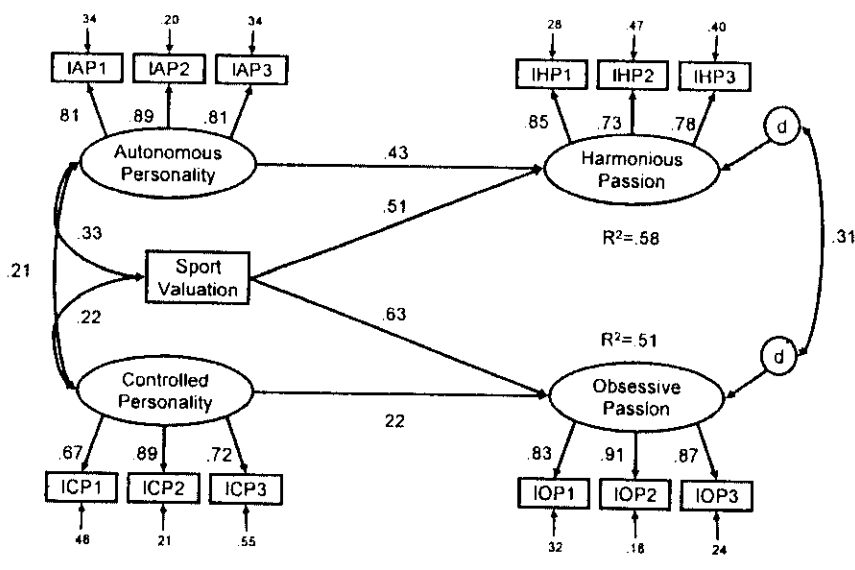 34 .20 34
IAP1 IAP2 IAP3
81 .89 .81
Autonomous
Personality
28 .47 .40
IHP1 IHP2 IHP3
.85 .73 .78
d
Harmonious
Passion
.43
.51
R²=.58
.33
.21
Sport
Valuation
.31
.22
.63
R²=.51
d
Controlled
Personality
22
Obsessive
Passion
.67 .89 .72
ICP1 ICP2 ICP3
48 21 .55
.83 .91 .87
IOP1 IOP2 IOP3
32 .18 24